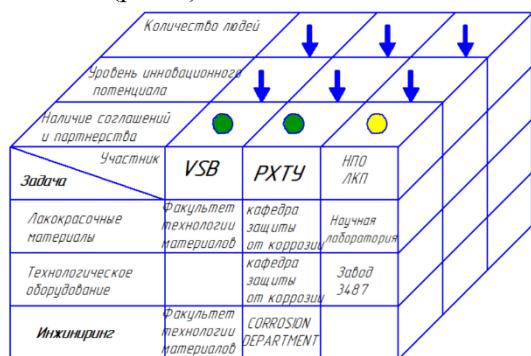 Количество людей
Уровень инновационного
потенциала
Наличие соглашений
и партнерства
Участник
Задача
VSB
РХТУ
НПО
ЛКП
Лакокрасочные
материалы
Факультет
технологии
материалов
кафедра
защиты
от коррозии
Научная
лаборатория
Технологическое
оборудование
кафедра
защиты
от коррозии
Завод
3487
Инжиниринг
Факультет
технологии
материалов
CORROSION
DEPARTMENT